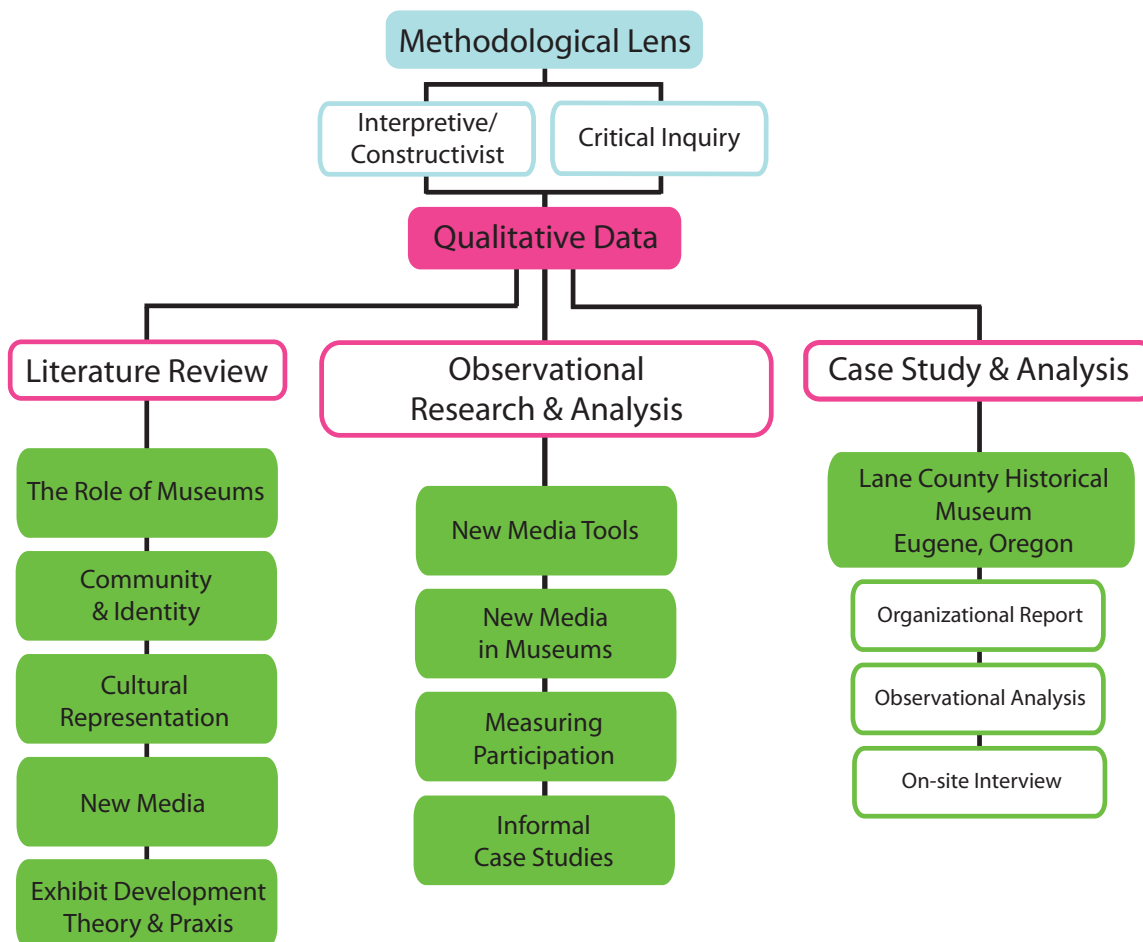 Methodological Lens
Interpretive/
Constructivist
Critical Inquiry
Qualitative Data
Literature Review
The Role of Museums
Community
& Identity
Cultural
Representation
New Media
Exhibit Development
Theory & Praxis
Observational
Research & Analysis
New Media Tools
New Media
in Museums
Measuring
Participation
Informal
Case Studies
Case Study & Analysis
Lane County Historical
Museum
Eugene, Oregon
Organizational Report
Observational Analysis
On-site Interview